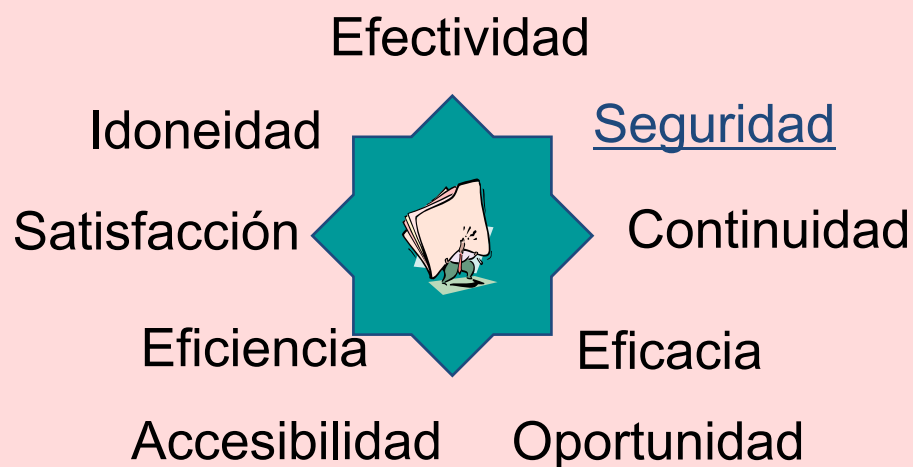 Efectividad
Idoneidad
Seguridad
Satisfacción
Continuidad
Eficiencia
Eficacia
Accesibilidad
Oportunidad